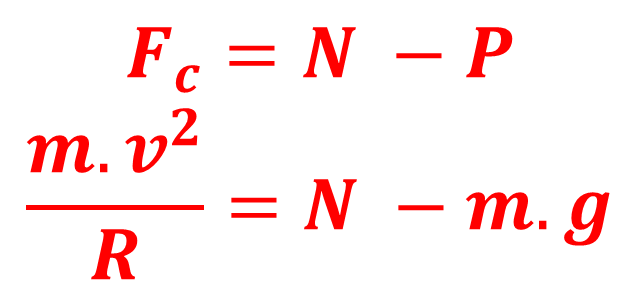 F_c = N - P
m.v²/R = N - m.g